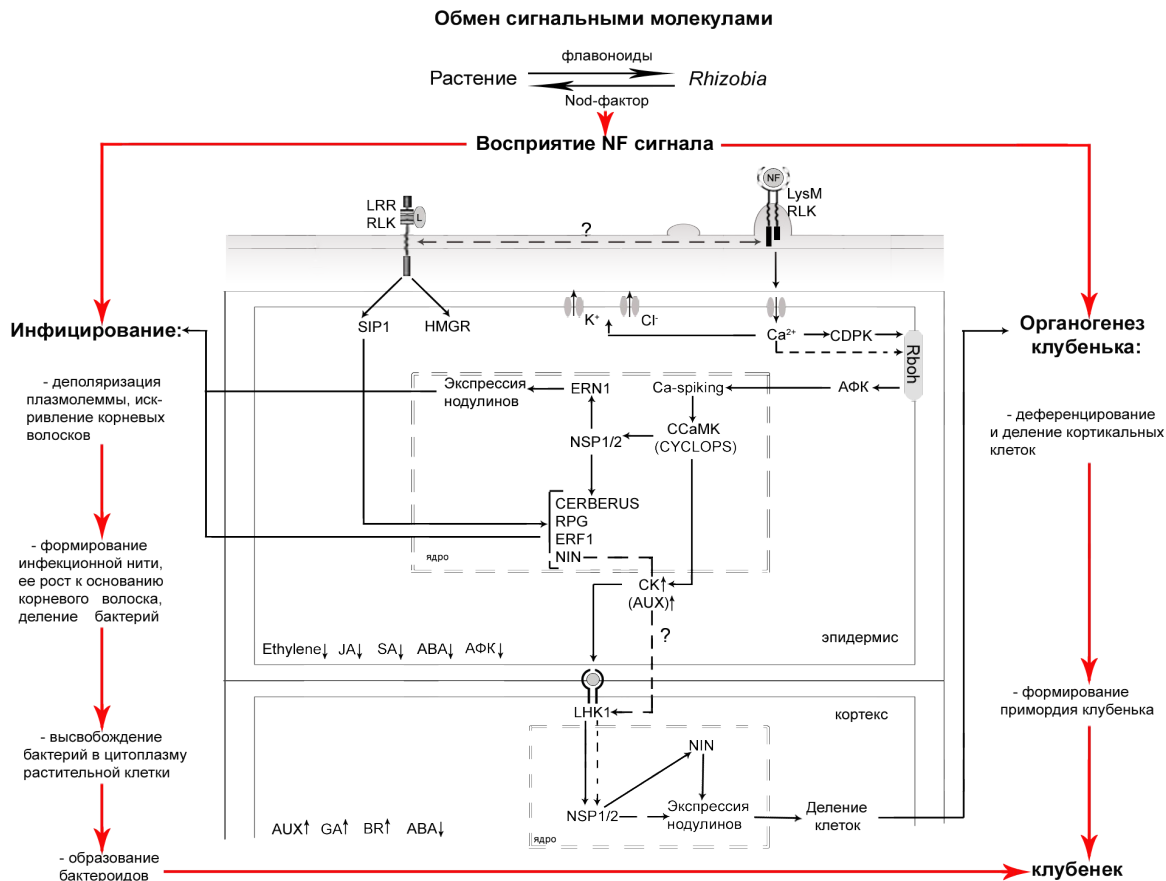 Обмен сигнальными молекулами
флавоноиды
Растение
Rhizobia
Nod-фактор
Восприятие NF сигнала
NF
LysM
RLK
LRR
RLK
L
?
K⁺
Cl⁻
SIP1
HMGR
Ca²⁺
CDPK
Rboh
Инфицирование:
Органогенез
клубенька:
- деполяризация
плазмолеммы, иск-
ривление корневых
волосков
Экспрессия
нодулинов
ERN1
Ca-spiking
АФК
NSP1/2
CCaMK
(CYCLOPS)
- деференцирование
и деление кортикальных
клеток
CERBERUS
RPG
ERF1
NIN
ядро
- формирование
инфекционной нити,
ее рост к основанию
корневого волоска,
деление бактерий
CK↑
(AUX)↑
?
эпидермис
Ethylene↓ JA↓ SA↓ ABA↓ АФК↓
LHK1
кортекс
- формирование
примордия клубенька
- высвобождение
бактерий в цитоплазму
растительной клетки
NIN
NSP1/2
Экспрессия
нодулинов
Деление
клеток
ядро
AUX↑ GA↑ BR↑ ABA↓
- образование
бактероидов
клубенек